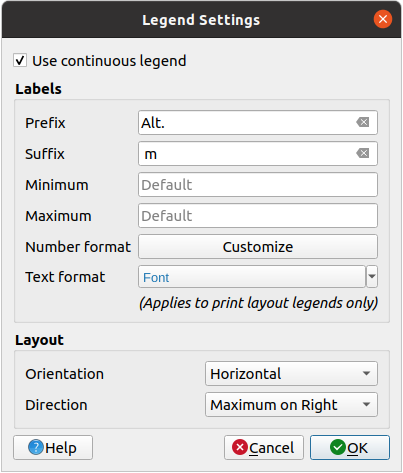 Legend Settings
Use continuous legend
Labels
Prefix Alt.
Suffix m
Minimum Default
Maximum Default
Number format Customize
Text format Font
(Applies to print layout legends only)
Layout
Orientation Horizontal
Direction Maximum on Right
Help Cancel OK